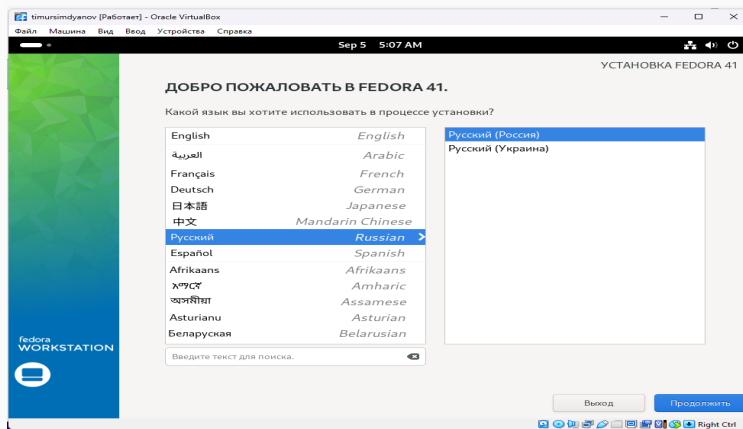 timursimdyanov [Работает] - Oracle VirtualBox
Файл Машина Вид Ввод Устройства Справка
Sep 5 5:07 AM
УСТАНОВКА FEDORA 41
ДОБРО ПОЖАЛОВАТЬ В FEDORA 41.
Какой язык вы хотите использовать в процессе установки?
English English
العربية Arabic
Français French
Deutsch German
日本語 Japanese
中文 Mandarin Chinese
Русский Russian
Español Spanish
Afrikaans Afrikaans
አማርኛ Amharic
অসমীয়া Assamese
Asturianu Asturian
Беларуская Belarusian
Русский (Россия)
Русский (Украина)
Введите текст для поиска.
fedora
WORKSTATION
Выход
Продолжить
Right Ctrl